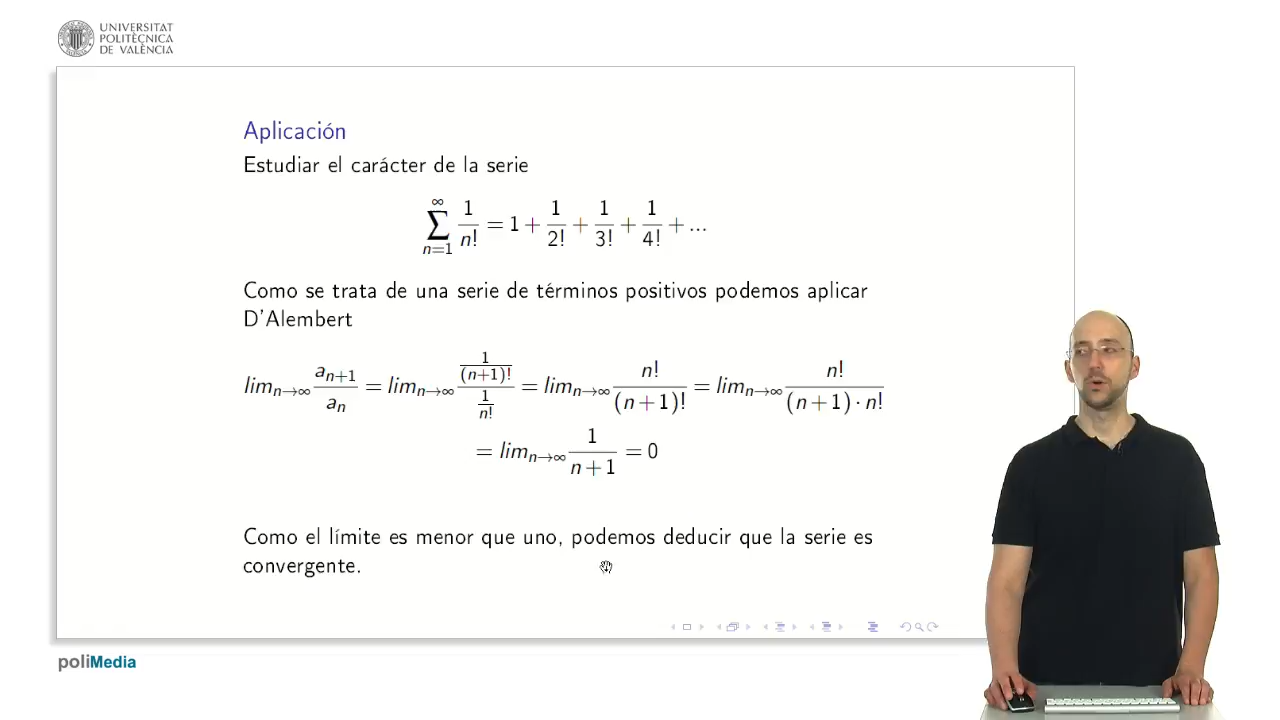 UNIVERSITAT
POLITÈCNICA
DE VALÈNCIA
Aplicación
Estudiar el carácter de la serie
∑_{n=1}^{∞} 1/n! = 1 + 1/2! + 1/3! + 1/4! + ...
Como se trata de una serie de términos positivos podemos aplicar
D'Alembert
lim_{n→∞} a_{n+1}/a_n = lim_{n→∞} (1/(n+1)!)/(1/n!) = lim_{n→∞} n!/(n+1)! = lim_{n→∞} n!/((n+1)·n!)
= lim_{n→∞} 1/(n+1) = 0
Como el límite es menor que uno, podemos deducir que la serie es
convergente.
poliMedia